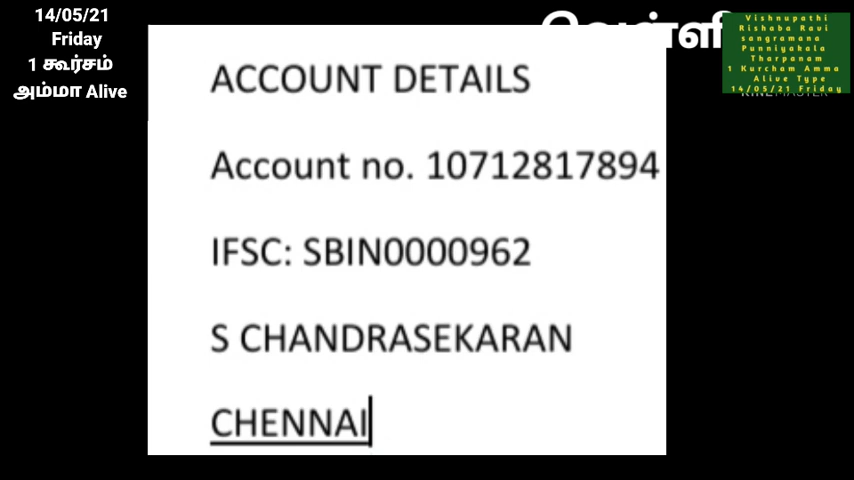 14/05/21
Friday
1 கூர்சம்
அம்மா Alive
ACCOUNT DETAILS
Account no. 10712817894
IFSC: SBIN0000962
S CHANDRASEKARAN
CHENNAI
Vishnupathi
Rishaba Ravi
sangramana
Punniyakala
Tharpanam
1 Kurcham Amma
Alive Type
14/05/21 Friday